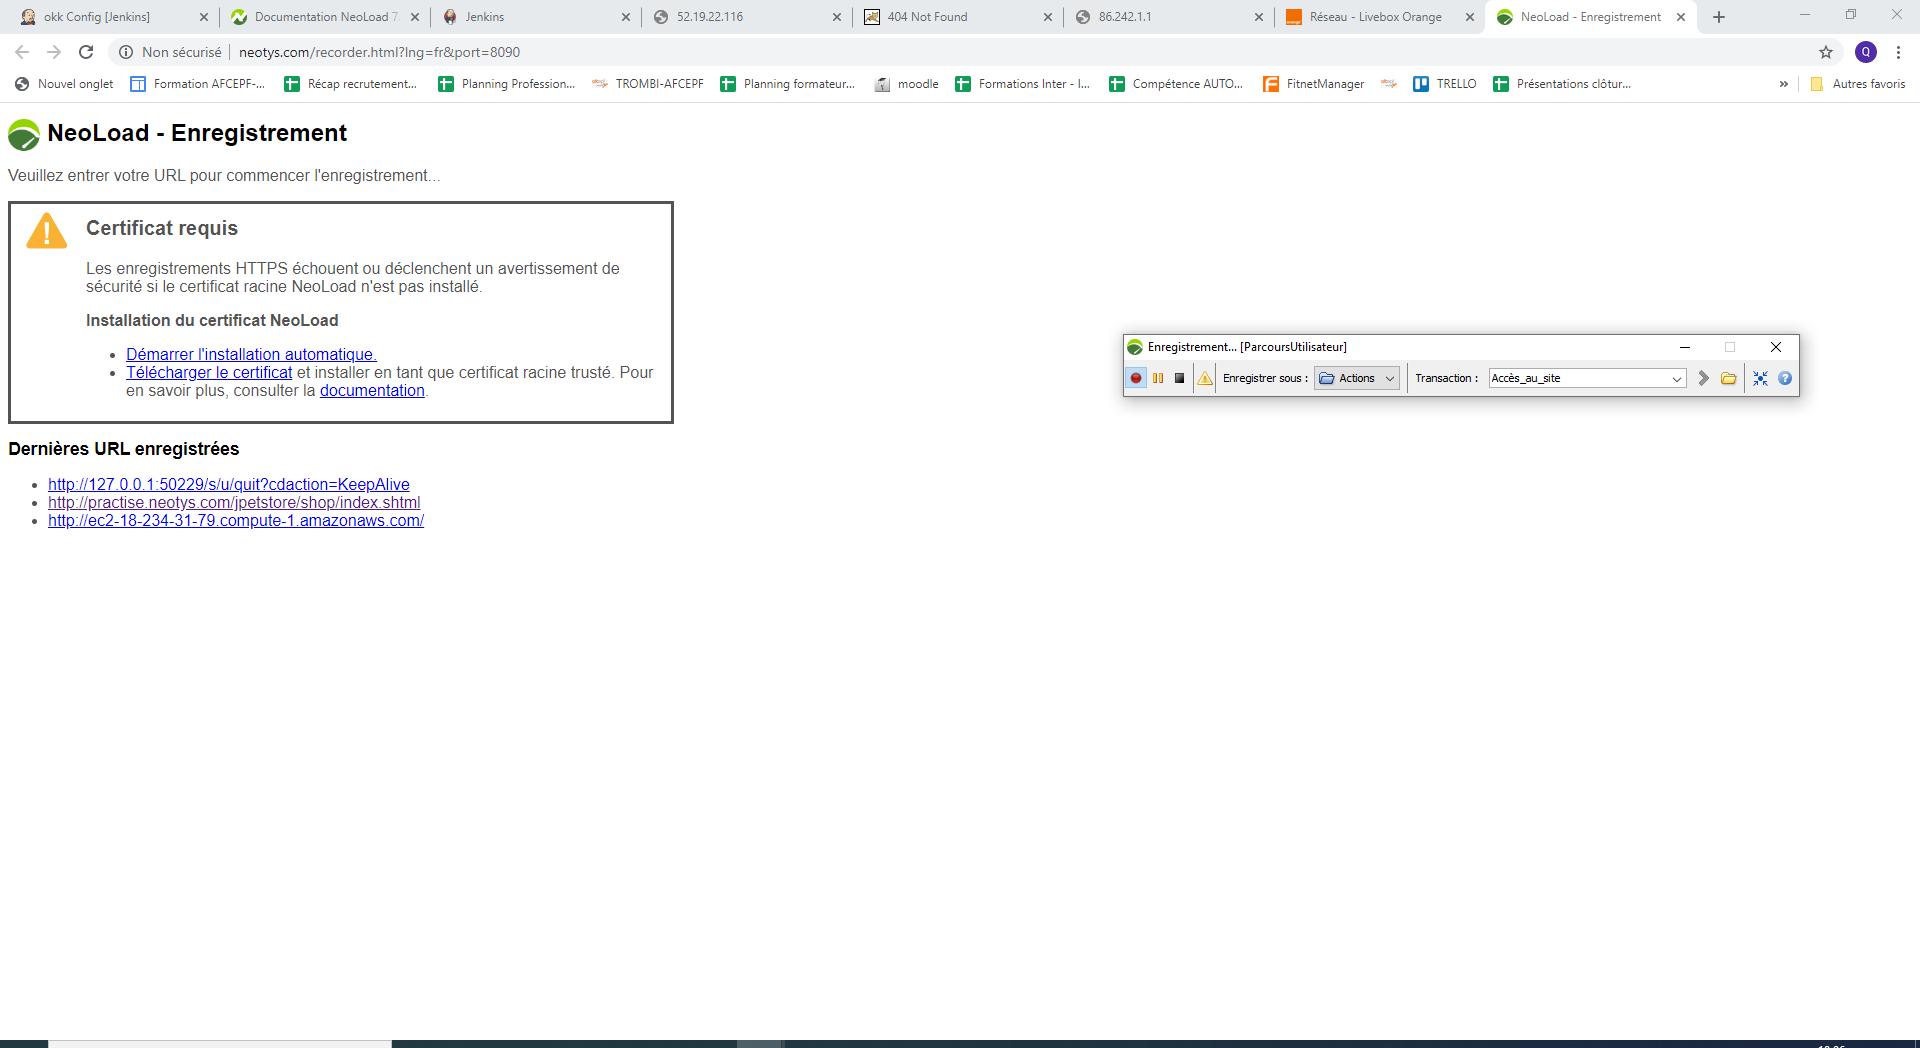 okk Config [Jenkins]
Documentation NeoLoad 7.
Jenkins
52.19.22.116
404 Not Found
86.242.1.1
Réseau - Livebox Orange
NeoLoad - Enregistrement
Non sécurisé
neotys.com/recorder.html?lng=fr&port=8090
Q
Nouvel onglet
Formation AFCEPF-...
Récap recrutement...
Planning Profession...
TROMBI-AFCEPF
Planning formateur...
moodle
Formations Inter - I...
Compétence AUTO...
FitnetManager
TRELLO
Présentations clôtur...
»
Autres favoris
NeoLoad - Enregistrement
Veuillez entrer votre URL pour commencer l'enregistrement...
Certificat requis
Les enregistrements HTTPS échouent ou déclenchent un avertissement de
sécurité si le certificat racine NeoLoad n'est pas installé.
Installation du certificat NeoLoad
• Démarrer l'installation automatique.
• Télécharger le certificat et installer en tant que certificat racine trusté. Pour
en savoir plus, consulter la documentation.
Dernières URL enregistrées
• http://127.0.0.1:50229/s/u/quit?cdaction=KeepAlive
• http://practise.neotys.com/jpetstore/shop/index.shtml
• http://ec2-18-234-31-79.compute-1.amazonaws.com/
Enregistrement... [ParcoursUtilisateur]
Enregistrer sous : Actions
Transaction : Accès_au_site